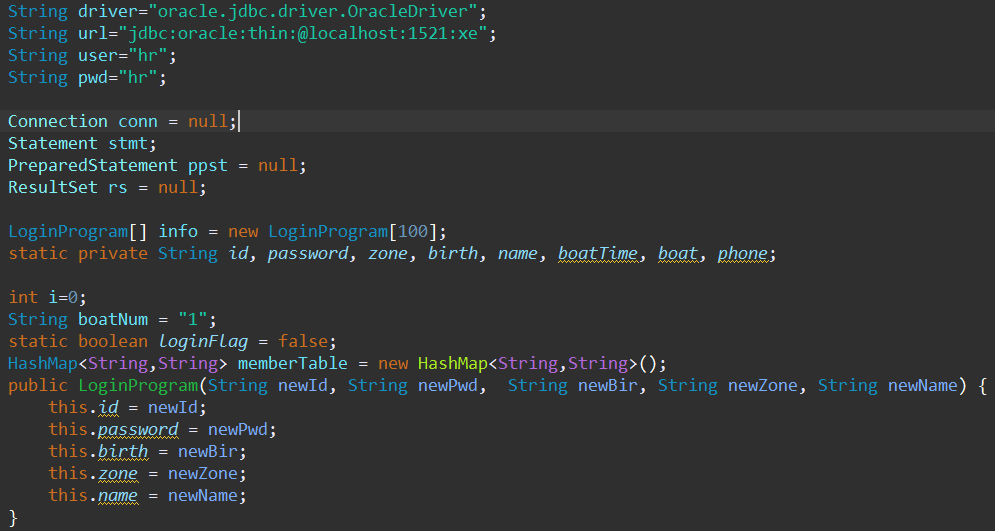 String driver="oracle.jdbc.driver.OracleDriver";
String url="jdbc:oracle:thin:@localhost:1521:xe";
String user="hr";
String pwd="hr";
Connection conn = null;
Statement stmt;
PreparedStatement ppst = null;
ResultSet rs = null;
LoginProgram[] info = new LoginProgram[100];
static private String id, password, zone, birth, name, boatTime, boat, phone;
int i=0;
String boatNum = "1";
static boolean loginFlag = false;
HashMap<String,String> memberTable = new HashMap<String,String>();
public LoginProgram(String newId, String newPwd,  String newBir, String newZone, String newName) {
    this.id = newId;
    this.password = newPwd;
    this.birth = newBir;
    this.zone = newZone;
    this.name = newName;
}